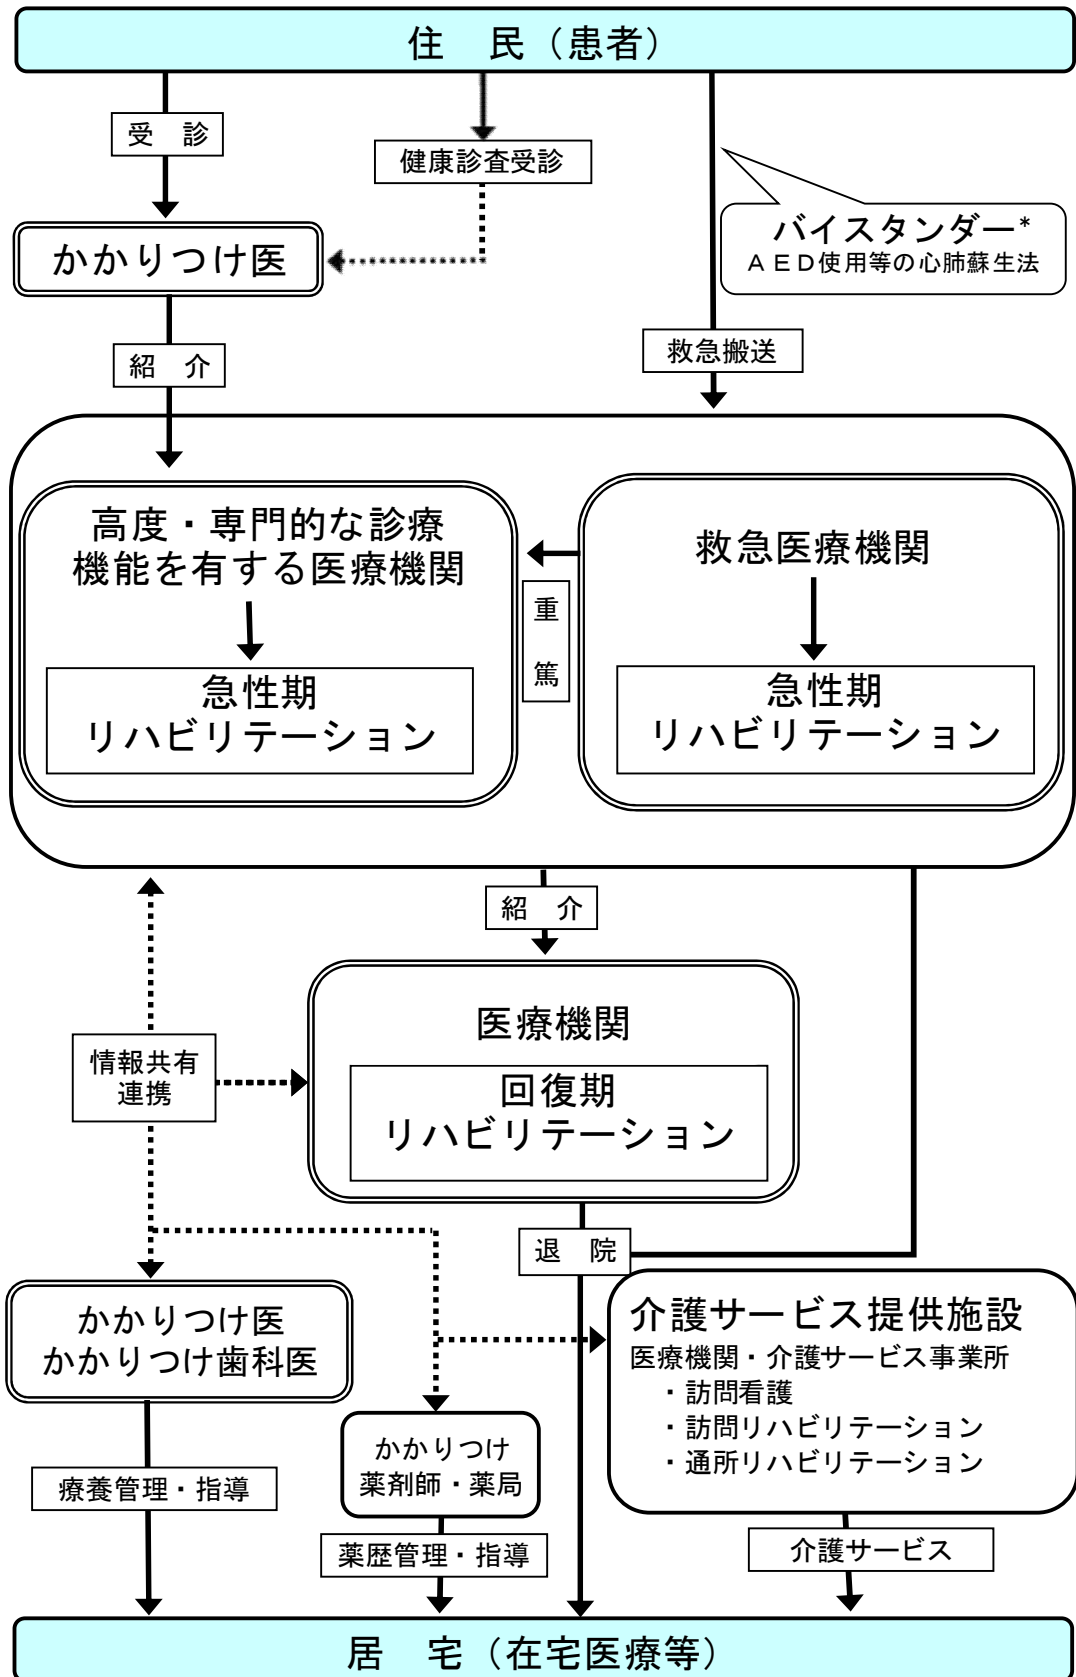 住　民（患者）
受　診
健康診査受診
バイスタンダー*
ＡＥＤ使用等の心肺蘇生法
かかりつけ医
紹　介
救急搬送
高度・専門的な診療
機能を有する医療機関
急性期
リハビリテーション
重
篤
救急医療機関
急性期
リハビリテーション
紹　介
医療機関
回復期
リハビリテーション
情報共有
連携
退　院
かかりつけ医
かかりつけ歯科医
介護サービス提供施設
医療機関・介護サービス事業所
・訪問看護
・訪問リハビリテーション
・通所リハビリテーション
かかりつけ
薬剤師・薬局
療養管理・指導
薬歴管理・指導
介護サービス
居　宅（在宅医療等）